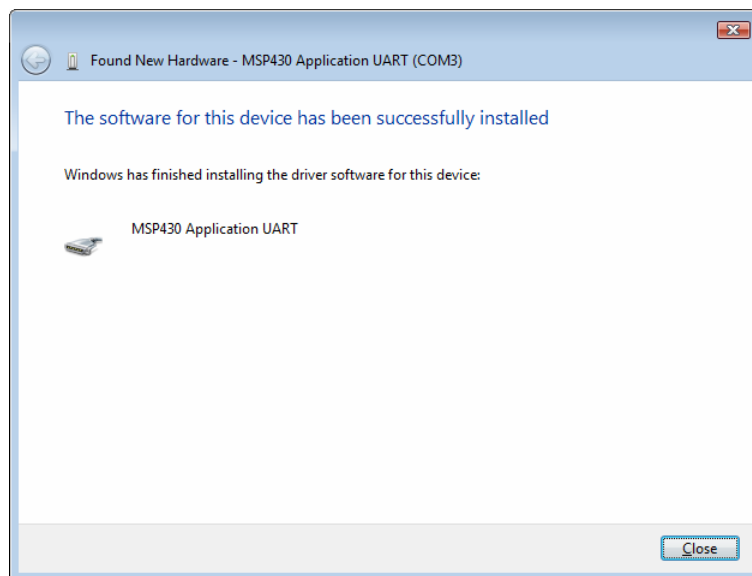 Found New Hardware - MSP430 Application UART (COM3)
The software for this device has been successfully installed
Windows has finished installing the driver software for this device:
MSP430 Application UART
Close